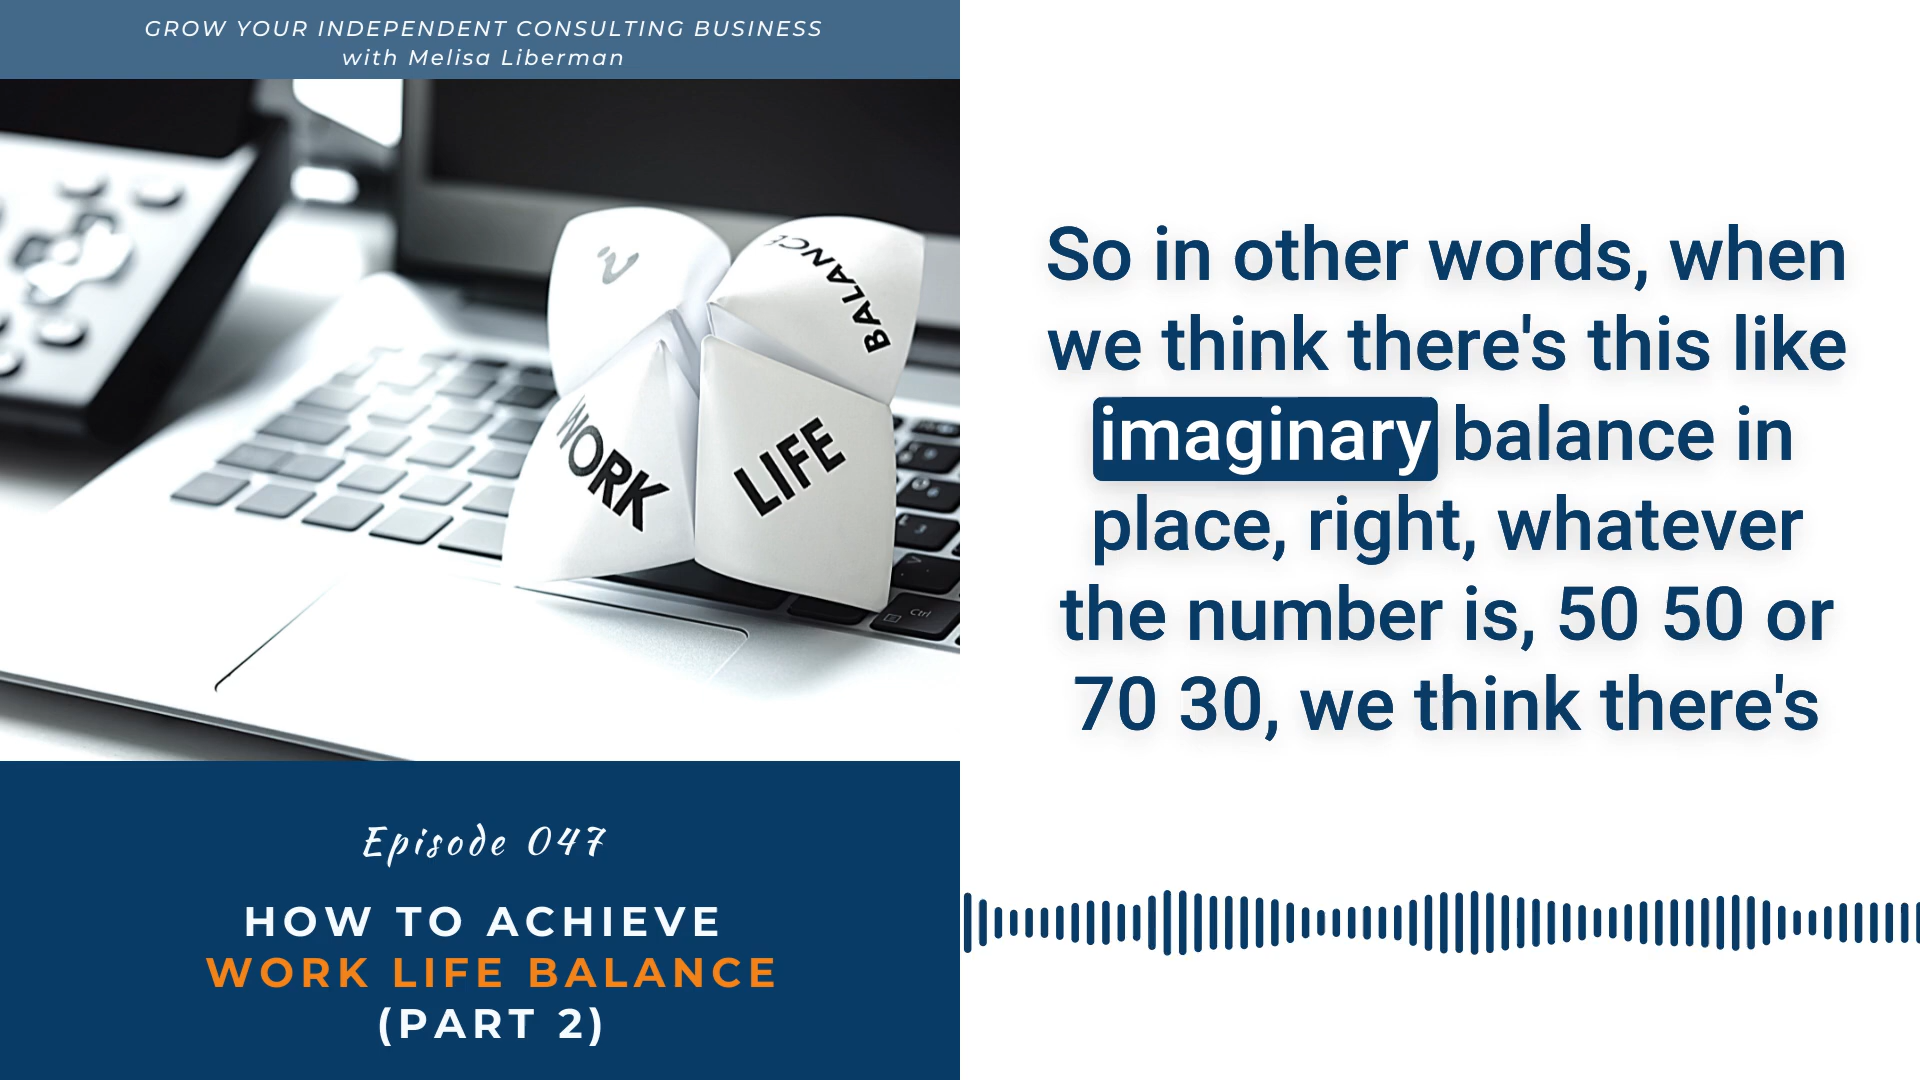 GROW YOUR INDEPENDENT CONSULTING BUSINESS
with Melisa Liberman
BALANCE
WORK
LIFE
Ctrl
Episode 047
HOW TO ACHIEVE
WORK LIFE BALANCE
(PART 2)
So in other words, when
we think there's this like
imaginary balance in
place, right, whatever
the number is, 50 50 or
70 30, we think there's